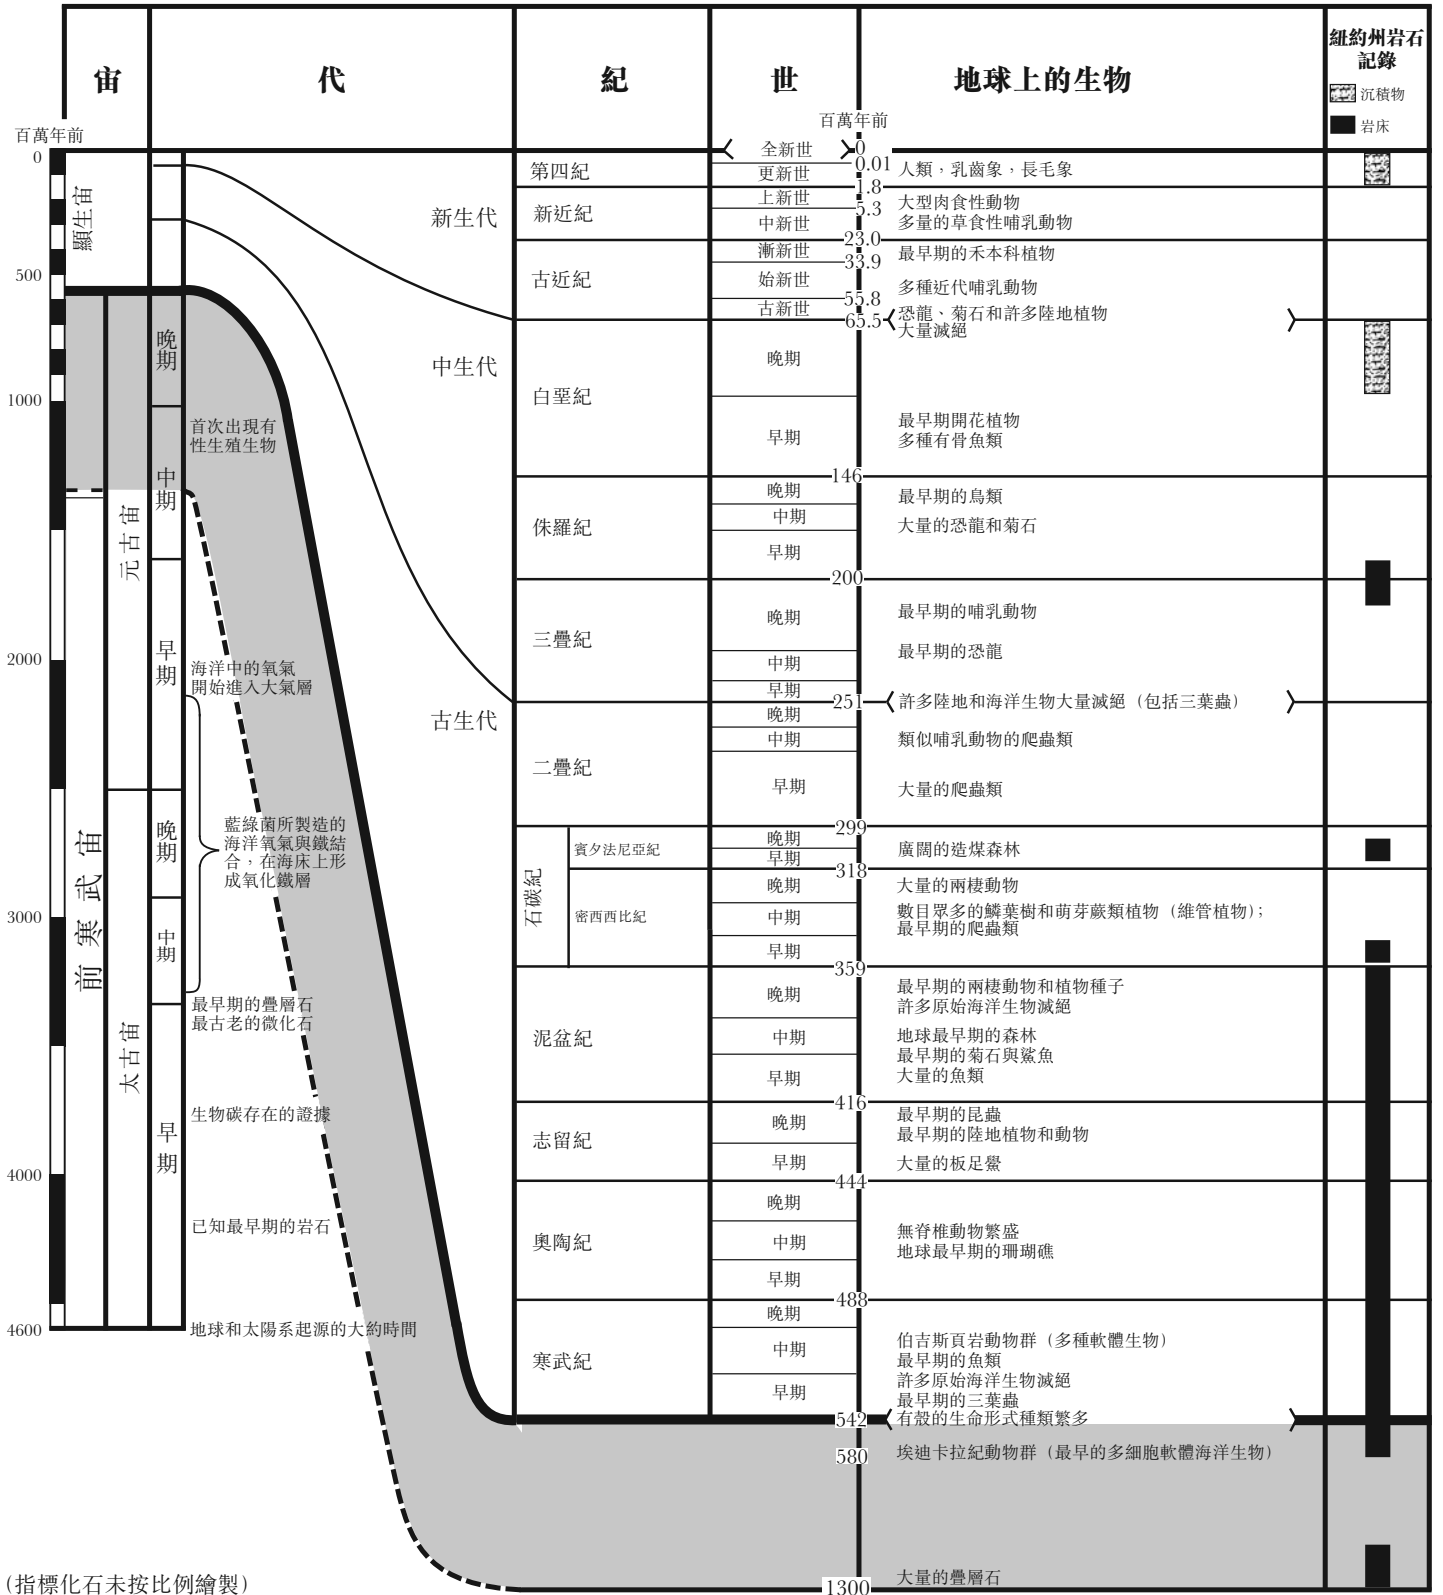 宙
代
紀
世
地球上的生物
紐約州岩石
記錄
沉積物
岩床
百萬年前
0
500
1000
2000
3000
4000
4600
顯生宙
前寒武宙
元古宙
太古宙
晚期
中期
早期
晚期
中期
早期
首次出現有
性生殖生物
海洋中的氧氣
開始進入大氣層
藍綠菌所製造的
海洋氧氣與鐵結
合，在海床上形
成氧化鐵層
最早期的疊層石
最古老的微化石
生物碳存在的證據
已知最早期的岩石
地球和太陽系起源的大約時間
新生代
中生代
古生代
百萬年前
全新世
0
第四紀
0.01
更新世
人類，乳齒象，長毛象
1.8
新近紀
上新世
大型肉食性動物
5.3
中新世
多量的草食性哺乳動物
23.0
古近紀
漸新世
最早期的禾本科植物
33.9
始新世
多種近代哺乳動物
55.8
古新世
65.5
恐龍、菊石和許多陸地植物
大量滅絕
白堊紀
晚期
早期
最早期開花植物
多種有骨魚類
146
侏羅紀
晚期
最早期的鳥類
中期
大量的恐龍和菊石
早期
200
三疊紀
晚期
最早期的哺乳動物
最早期的恐龍
中期
早期
251
許多陸地和海洋生物大量滅絕（包括三葉蟲）
二疊紀
晚期
中期
類似哺乳動物的爬蟲類
早期
大量的爬蟲類
299
石碳紀
賓夕法尼亞紀
晚期
早期
廣闊的造煤森林
318
密西西比紀
晚期
大量的兩棲動物
中期
數目眾多的鱗葉樹和萌芽蕨類植物（維管植物）；
最早期的爬蟲類
早期
359
泥盆紀
晚期
最早期的兩棲動物和植物種子
許多原始海洋生物滅絕
中期
地球最早期的森林
最早期的菊石與鯊魚
早期
大量的魚類
416
志留紀
晚期
最早期的昆蟲
最早期的陸地植物和動物
早期
大量的板足鱟
444
奧陶紀
晚期
中期
無脊椎動物繁盛
地球最早期的珊瑚礁
早期
488
寒武紀
晚期
中期
伯吉斯頁岩動物群（多種軟體生物）
最早期的魚類
許多原始海洋生物滅絕
早期
最早期的三葉蟲
542
有殼的生命形式種類繁多
580
埃迪卡拉紀動物群（最早的多細胞軟體海洋生物）
大量的疊層石
1300
（指標化石未按比例繪製）